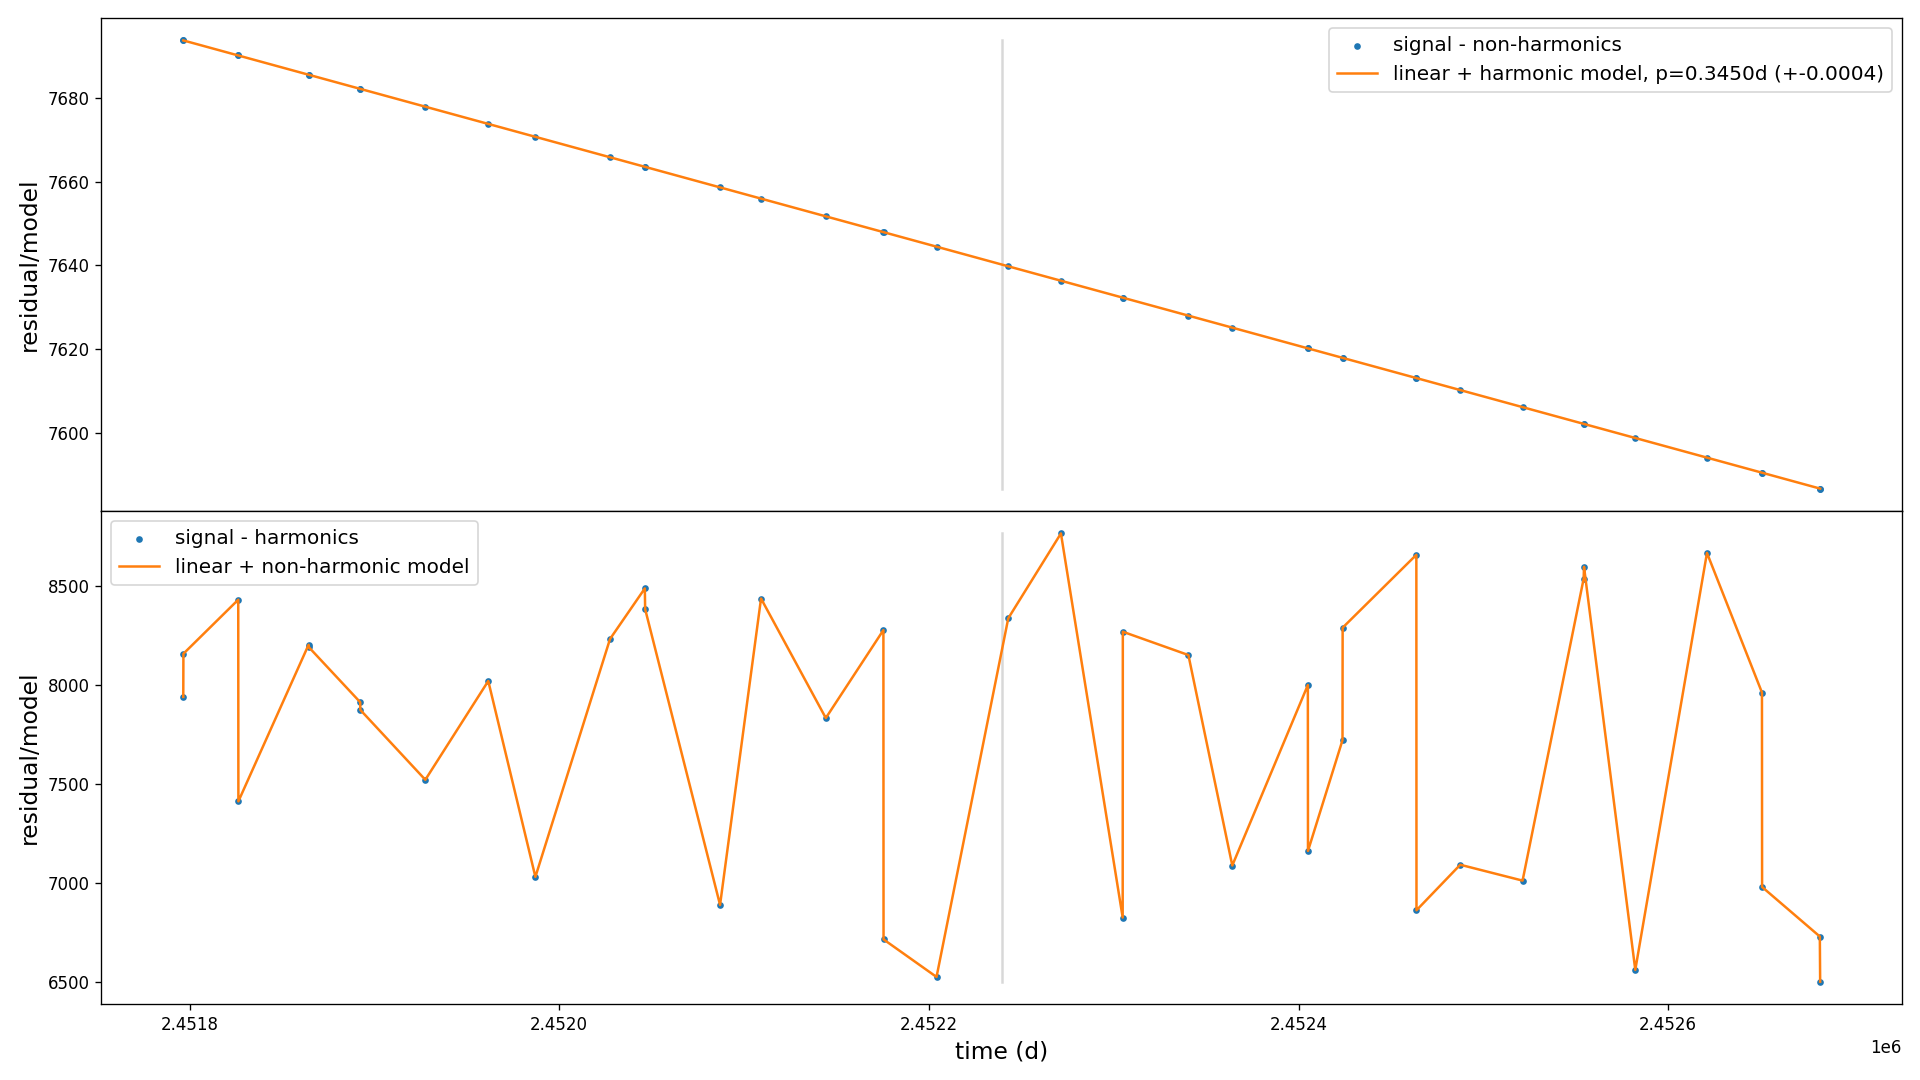 signal - non-harmonics
linear + harmonic model, p=0.3450d (+-0.0004)
7680
7660
7640
7620
7600
residual/model
signal - harmonics
linear + non-harmonic model
8500
8000
7500
7000
6500
residual/model
2.4518
2.4520
2.4522
2.4524
2.4526
1e6
time (d)